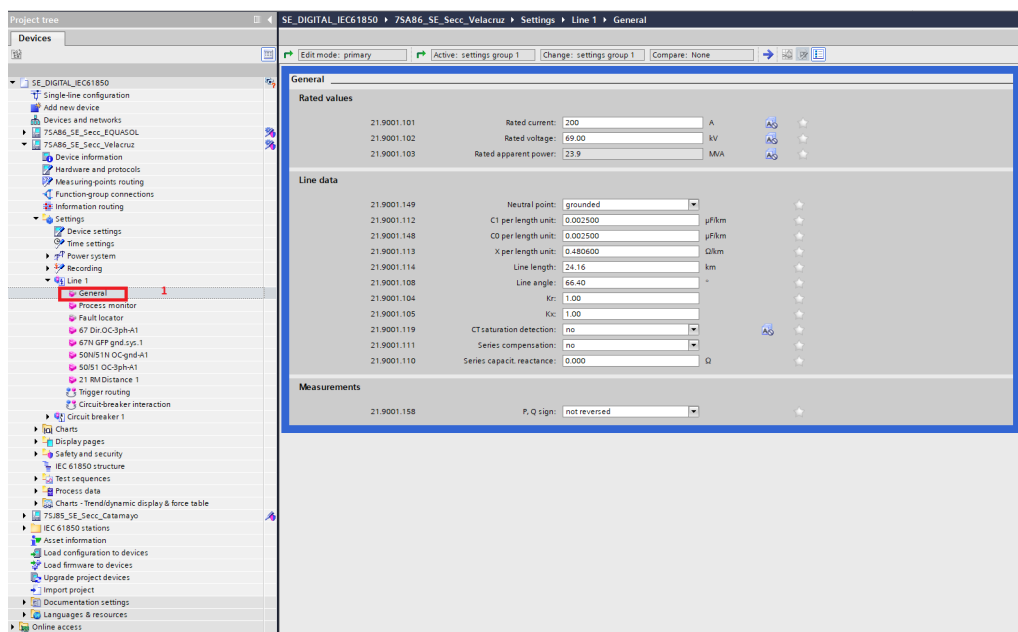 Project tree
Devices
SE_DIGITAL_IEC61850
Single-line configuration
Add new device
Devices and networks
7SA86_SE_Secc_EQUASOL
7SA86_SE_Secc_Velacruz
Device information
Hardware and protocols
Measuring-points routing
Function-group connections
Information routing
Settings
Device settings
Time settings
Power system
Recording
Line 1
General 1
Process monitor
Fault locator
67 Dir.OC-3ph-A1
67N GFP gnd.sys.1
50N/51N OC-gnd-A1
50/51 OC-3ph-A1
21 RMDistance 1
Trigger routing
Circuit-breaker interaction
Circuit breaker 1
Charts
Display pages
Safety and security
IEC 61850 structure
Test sequences
Process data
Charts - Trend/dynamic display & force table
7SJ85_SE_Secc_Catamayo
IEC 61850 stations
Asset information
Load configuration to devices
Load firmware to devices
Upgrade project devices
Import project
Documentation settings
Languages & resources
Online access
SE_DIGITAL_IEC61850 ▸ 7SA86_SE_Secc_Velacruz ▸ Settings ▸ Line 1 ▸ General
Edit mode: primary Active: settings group 1 Change: settings group 1 Compare: None
General
Rated values
21.9001.101 Rated current: 200 A
21.9001.102 Rated voltage: 69.00 kV
21.9001.103 Rated apparent power: 23.9 MVA
Line data
21.9001.149 Neutral point: grounded
21.9001.112 C1 per length unit: 0.002500 µF/km
21.9001.148 C0 per length unit: 0.002500 µF/km
21.9001.113 X per length unit: 0.480600 Ω/km
21.9001.114 Line length: 24.16 km
21.9001.108 Line angle: 66.40 °
21.9001.104 Kr: 1.00
21.9001.105 Kx: 1.00
21.9001.119 CT saturation detection: no
21.9001.111 Series compensation: no
21.9001.110 Series capacit. reactance: 0.000 Ω
Measurements
21.9001.158 P, Q sign: not reversed